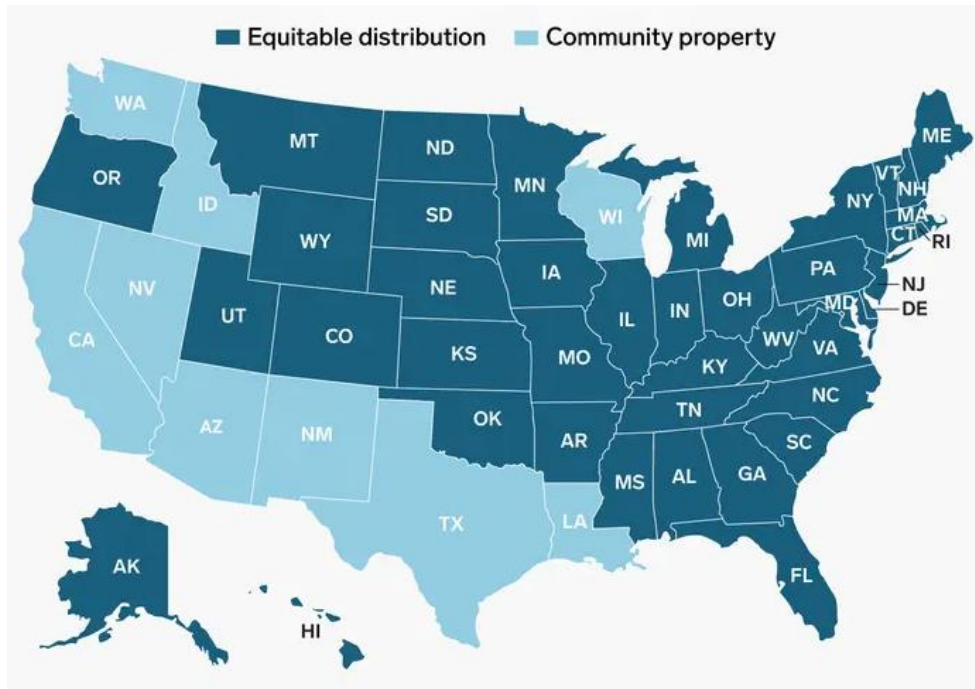 Equitable distribution Community property
WA
MT
ND
ME
OR
MN
VT
NH
ID
SD
WI
NY
MA
WY
MI
CT
RI
IA
PA
NV
NE
NJ
OH
UT
IL
IN
MD
DE
CA
CO
WV
VA
KS
MO
KY
NC
AZ
NM
OK
TN
AR
SC
MS
AL
GA
TX
LA
AK
FL
HI